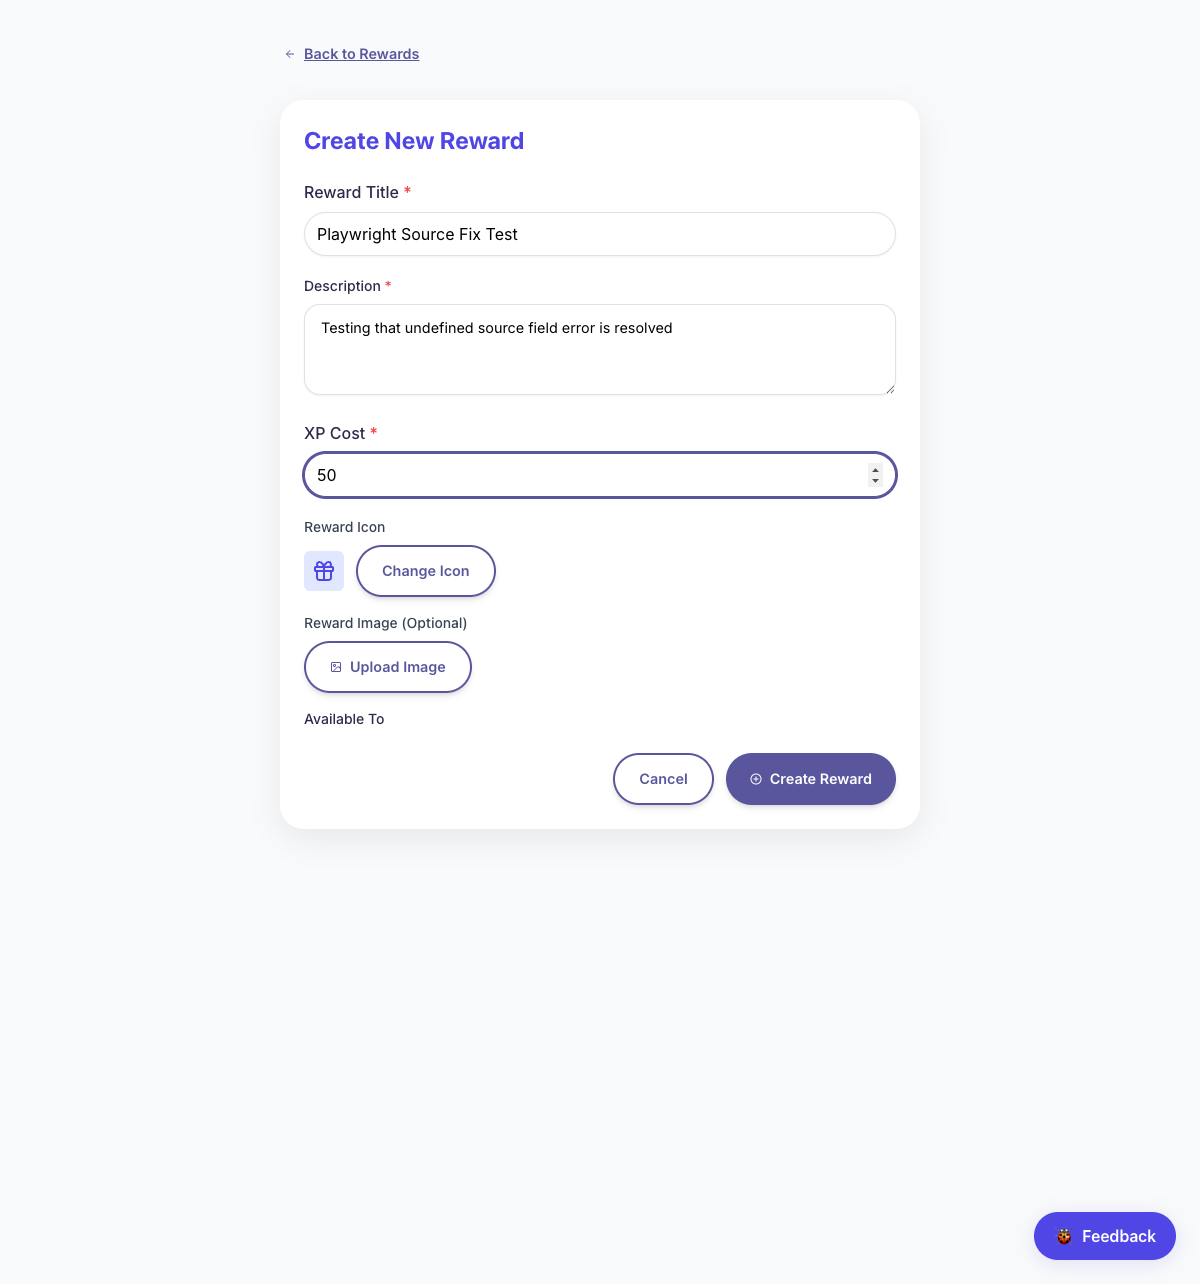 Back to Rewards
Create New Reward
Reward Title *
Playwright Source Fix Test
Description *
Testing that undefined source field error is resolved
XP Cost *
50
Reward Icon
Change Icon
Reward Image (Optional)
Upload Image
Available To
Cancel
Create Reward
Feedback